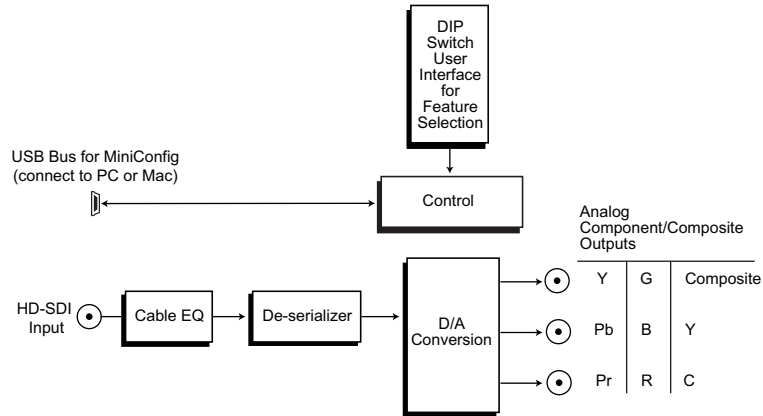 DIP
Switch
User
Interface
for
Feature
Selection
USB Bus for MiniConfig
(connect to PC or Mac)
Control
Analog
Component/Composite
Outputs
Y G Composite
HD-SDI
Input
Cable EQ
De-serializer
D/A
Conversion
Pb B Y
Pr R C